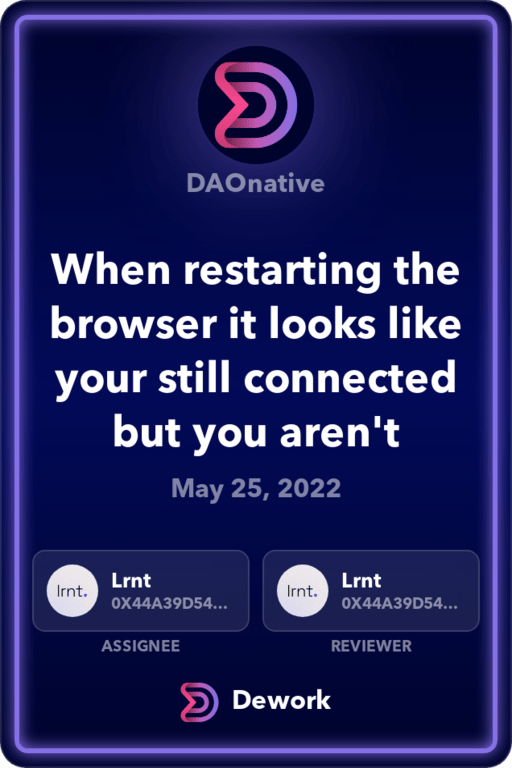 DAOnative
When restarting the
browser it looks like
your still connected
but you aren't
May 25, 2022
lrnt.
Lrnt
0X44A39D54...
lrnt.
Lrnt
0X44A39D54...
ASSIGNEE
REVIEWER
Dework